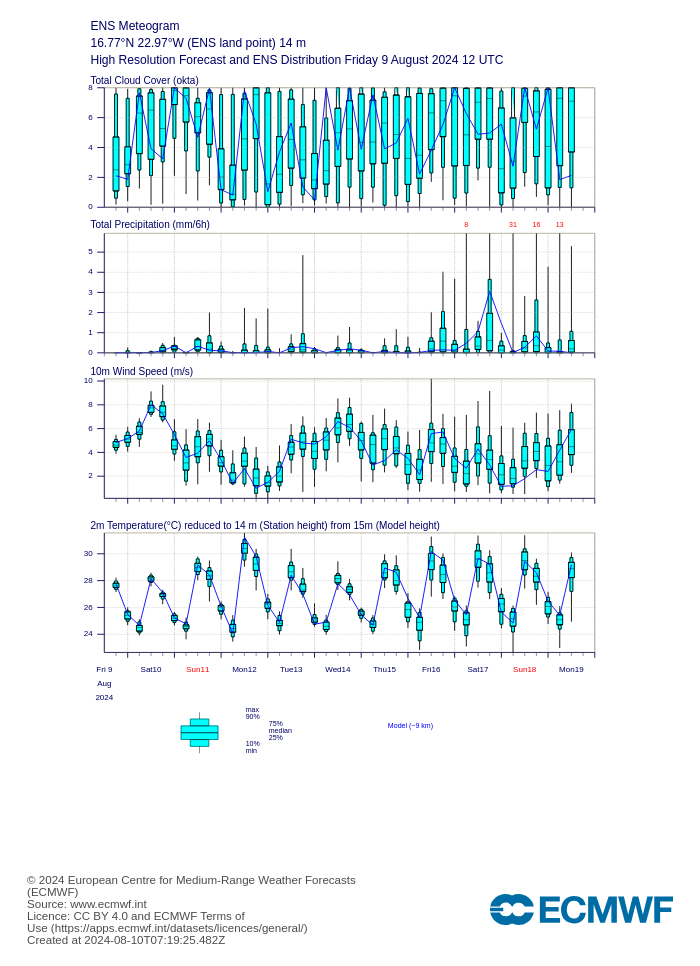 ENS Meteogram
16.77°N 22.97°W (ENS land point) 14 m
High Resolution Forecast and ENS Distribution Friday 9 August 2024 12 UTC
Total Cloud Cover (okta)
8
6
4
2
0
Total Precipitation (mm/6h)
8 31 16 13
5
4
3
2
1
0
10m Wind Speed (m/s)
10
8
6
4
2
2m Temperature(°C) reduced to 14 m (Station height) from 15m (Model height)
30
28
26
24
Fri 9 Sat10 Sun11 Mon12 Tue13 Wed14 Thu15 Fri16 Sat17 Sun18 Mon19
Aug
2024
max
90%
75%
median
25%
10%
min
Model (~9 km)
© 2024 European Centre for Medium-Range Weather Forecasts
(ECMWF)
Source: www.ecmwf.int
Licence: CC BY 4.0 and ECMWF Terms of
Use (https://apps.ecmwf.int/datasets/licences/general/)
Created at 2024-08-10T07:19:25.482Z
ECMWF